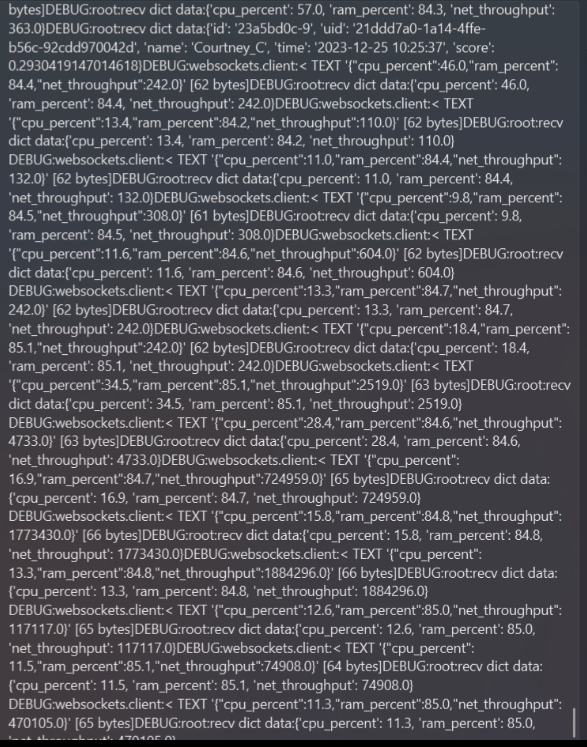 bytes]DEBUG:root:recv dict data:{'cpu_percent': 57.0, 'ram_percent': 84.3, 'net_throughput':
363.0}DEBUG:root:recv dict data:{'id': '23a5bd0c-9', 'uid': '21ddd7a0-1a14-4ffe-
b56c-92cdd970042d', 'name': 'Courtney_C', 'time': '2023-12-25 10:25:37', 'score':
0.2930419147014618}DEBUG:websockets.client:< TEXT '{"cpu_percent":46.0,"ram_percent":
84.4,"net_throughput":242.0}' [62 bytes]DEBUG:root:recv dict data:{'cpu_percent': 46.0,
'ram_percent': 84.4, 'net_throughput': 242.0}DEBUG:websockets.client:< TEXT
'{"cpu_percent":13.4,"ram_percent":84.2,"net_throughput":110.0}' [62 bytes]DEBUG:root:recv
dict data:{'cpu_percent': 13.4, 'ram_percent': 84.2, 'net_throughput': 110.0}
DEBUG:websockets.client:< TEXT '{"cpu_percent":11.0,"ram_percent":84.4,"net_throughput":
132.0}' [62 bytes]DEBUG:root:recv dict data:{'cpu_percent': 11.0, 'ram_percent': 84.4,
'net_throughput': 132.0}DEBUG:websockets.client:< TEXT '{"cpu_percent":9.8,"ram_percent":
84.5,"net_throughput":308.0}' [61 bytes]DEBUG:root:recv dict data:{'cpu_percent': 9.8,
'ram_percent': 84.5, 'net_throughput': 308.0}DEBUG:websockets.client:< TEXT
'{"cpu_percent":11.6,"ram_percent":84.6,"net_throughput":604.0}' [62 bytes]DEBUG:root:recv
dict data:{'cpu_percent': 11.6, 'ram_percent': 84.6, 'net_throughput': 604.0}
DEBUG:websockets.client:< TEXT '{"cpu_percent":13.3,"ram_percent":84.7,"net_throughput":
242.0}' [62 bytes]DEBUG:root:recv dict data:{'cpu_percent': 13.3, 'ram_percent': 84.7,
'net_throughput': 242.0}DEBUG:websockets.client:< TEXT '{"cpu_percent":18.4,"ram_percent":
85.1,"net_throughput":242.0}' [62 bytes]DEBUG:root:recv dict data:{'cpu_percent': 18.4,
'ram_percent': 85.1, 'net_throughput': 242.0}DEBUG:websockets.client:< TEXT
'{"cpu_percent":34.5,"ram_percent":85.1,"net_throughput":2519.0}' [63 bytes]DEBUG:root:recv
dict data:{'cpu_percent': 34.5, 'ram_percent': 85.1, 'net_throughput': 2519.0}
DEBUG:websockets.client:< TEXT '{"cpu_percent":28.4,"ram_percent":84.6,"net_throughput":
4733.0}' [63 bytes]DEBUG:root:recv dict data:{'cpu_percent': 28.4, 'ram_percent': 84.6,
'net_throughput': 4733.0}DEBUG:websockets.client:< TEXT '{"cpu_percent":
16.9,"ram_percent":84.7,"net_throughput":724959.0}' [65 bytes]DEBUG:root:recv dict data:
{'cpu_percent': 16.9, 'ram_percent': 84.7, 'net_throughput': 724959.0}
DEBUG:websockets.client:< TEXT '{"cpu_percent":15.8,"ram_percent":84.8,"net_throughput":
1773430.0}' [66 bytes]DEBUG:root:recv dict data:{'cpu_percent': 15.8, 'ram_percent': 84.8,
'net_throughput': 1773430.0}DEBUG:websockets.client:< TEXT '{"cpu_percent":
13.3,"ram_percent":84.8,"net_throughput":1884296.0}' [66 bytes]DEBUG:root:recv dict data:
{'cpu_percent': 13.3, 'ram_percent': 84.8, 'net_throughput': 1884296.0}
DEBUG:websockets.client:< TEXT '{"cpu_percent":12.6,"ram_percent":85.0,"net_throughput":
117117.0}' [65 bytes]DEBUG:root:recv dict data:{'cpu_percent': 12.6, 'ram_percent': 85.0,
'net_throughput': 117117.0}DEBUG:websockets.client:< TEXT '{"cpu_percent":
11.5,"ram_percent":85.1,"net_throughput":74908.0}' [64 bytes]DEBUG:root:recv dict data:
{'cpu_percent': 11.5, 'ram_percent': 85.1, 'net_throughput': 74908.0}
DEBUG:websockets.client:< TEXT '{"cpu_percent":11.3,"ram_percent":85.0,"net_throughput":
470105.0}' [65 bytes]DEBUG:root:recv dict data:{'cpu_percent': 11.3, 'ram_percent': 85.0,
'net_throughput': 470105.0}